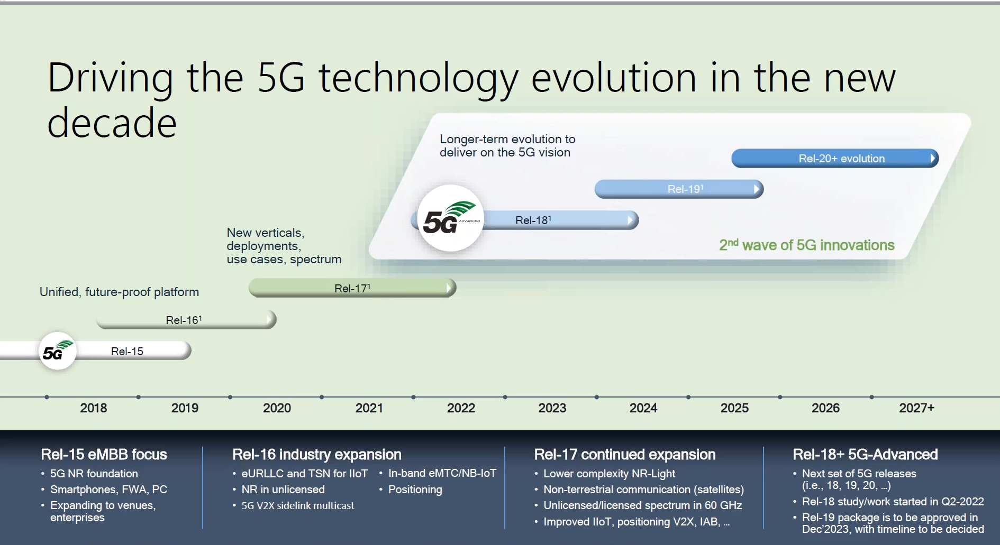 Driving the 5G technology evolution in the new
decade
Longer-term evolution to
deliver on the 5G vision
Rel-20+ evolution
Rel-19¹
5G ADVANCED
Rel-18¹
2nd wave of 5G innovations
New verticals,
deployments,
use cases, spectrum
Rel-17¹
Unified, future-proof platform
Rel-16¹
5G
Rel-15
2018 2019 2020 2021 2022 2023 2024 2025 2026 2027+
Rel-15 eMBB focus
• 5G NR foundation
• Smartphones, FWA, PC
• Expanding to venues,
enterprises
Rel-16 industry expansion
• eURLLC and TSN for IIoT
• NR in unlicensed
• 5G V2X sidelink multicast
• In-band eMTC/NB-IoT
• Positioning
Rel-17 continued expansion
• Lower complexity NR-Light
• Non-terrestrial communication (satellites)
• Unlicensed/licensed spectrum in 60 GHz
• Improved IIoT, positioning V2X, IAB, ...
Rel-18+ 5G-Advanced
• Next set of 5G releases
(i.e., 18, 19, 20, ...)
• Rel-18 study/work started in Q2-2022
• Rel-19 package is to be approved in
Dec'2023, with timeline to be decided